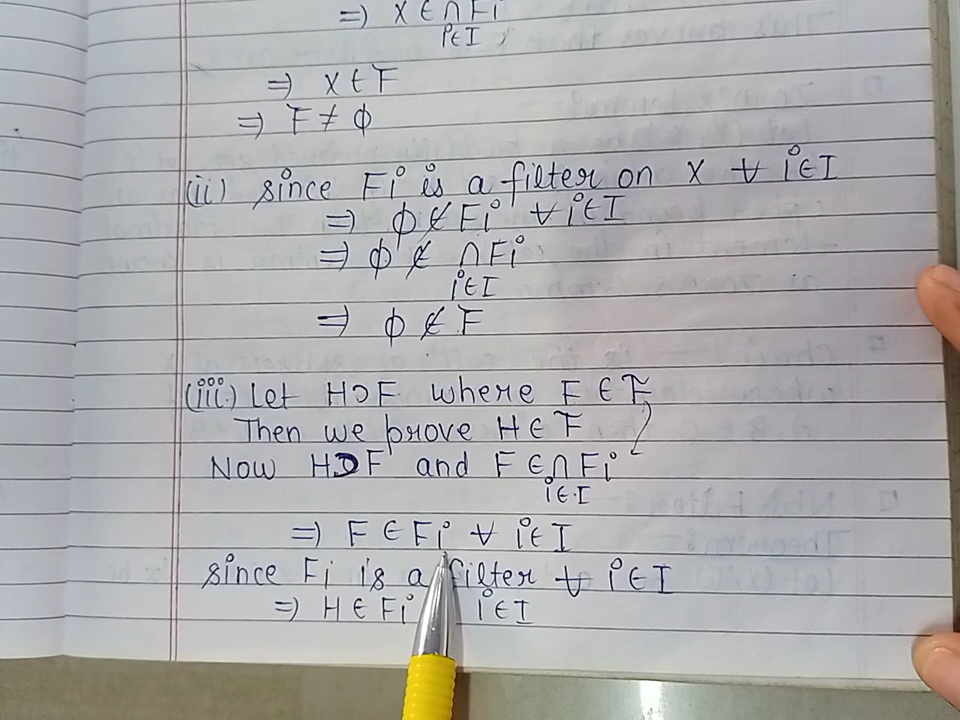 =) X ∈ ∩ Fi
i∈I
=) X ∈ F
=) F ≠ ϕ
(ii) since Fi is a filter on X ∀ i∈I
=) ϕ ∉ Fi ∀ i∈I
=) ϕ ∉ ∩ Fi
i∈I
=) ϕ ∉ F
(iii) Let H⊃F where F ∈ F
Then we prove H∈F
Now H⊃F and F ∈ ∩ Fi
i∈I
=) F ∈ Fi ∀ i∈I
since Fi is a filter ∀ i∈I
=) H ∈ Fi i∈I